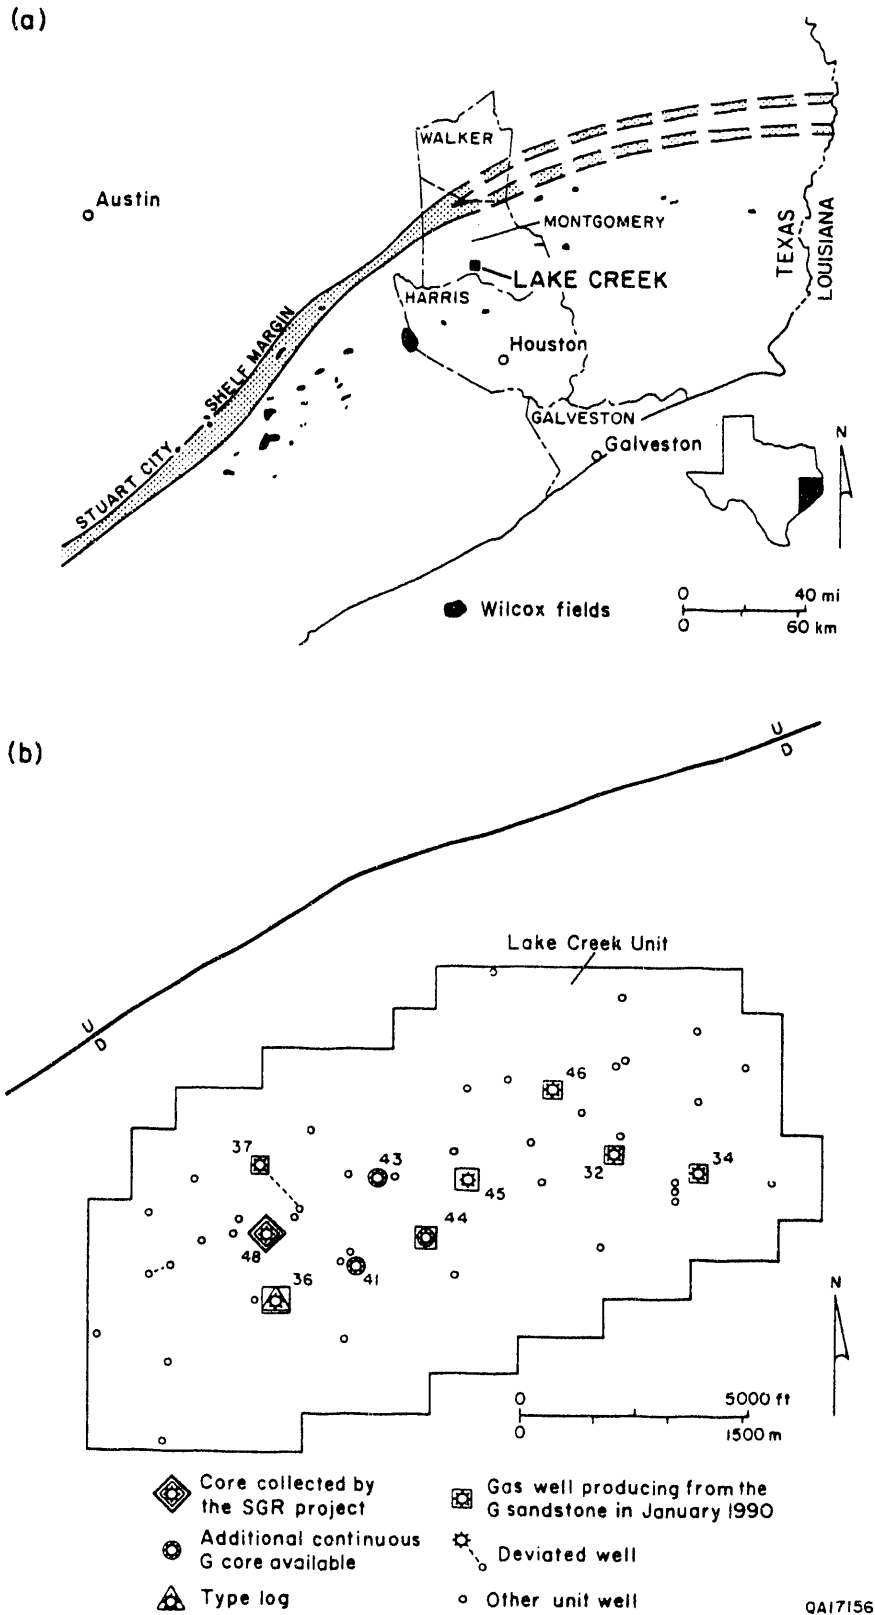 (a)
WALKER
Austin
MONTGOMERY
TEXAS
LOUISIANA
LAKE CREEK
HARRIS
STUART CITY SHELF MARGIN
Houston
GALVESTON
Galveston
N
Wilcox fields
0 40 mi
0 60 km
(b)
U
D
Lake Creek Unit
U
D
46
37
43
32
34
45
44
48
36
41
N
0 5000 ft
0 1500 m
Core collected by
the SGR project
Additional continuous
G core available
Type log
Gas well producing from the
G sandstone in January 1990
Deviated well
Other unit well
QA17156